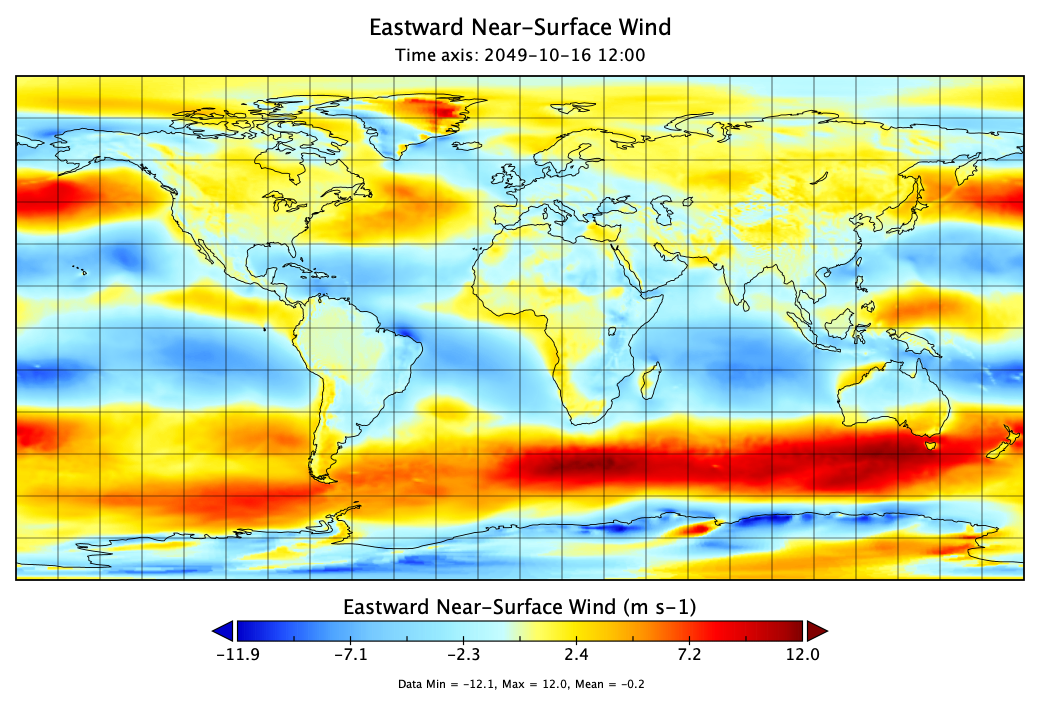 Eastward Near-Surface Wind
Time axis: 2049-10-16 12:00
Eastward Near-Surface Wind (m s-1)
-11.9 -7.1 -2.3 2.4 7.2 12.0
Data Min = -12.1, Max = 12.0, Mean = -0.2